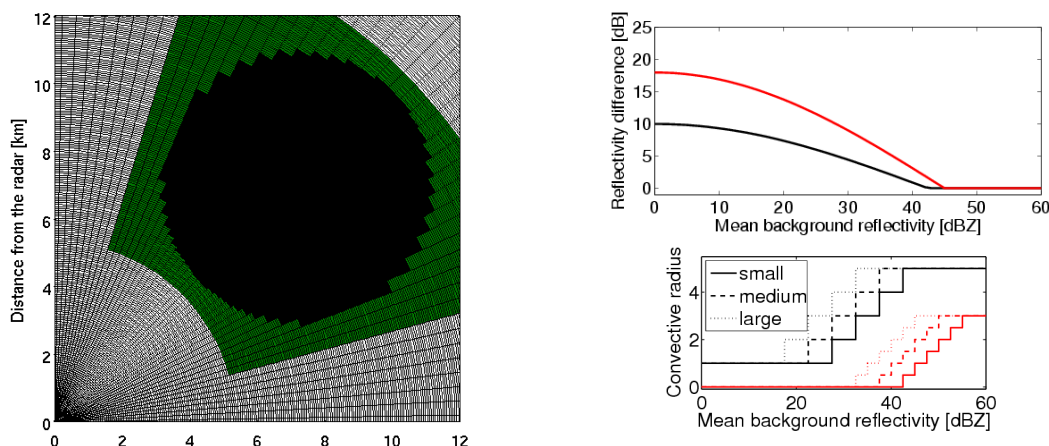 Distance from the radar [km]
12
10
8
6
4
2
0
0 2 4 6 8 10 12
Reflectivity difference [dB]
25
20
15
10
5
0
0 10 20 30 40 50 60
Mean background reflectivity [dBZ]
Convective radius
4
2
0
small
medium
large
0 20 40 60
Mean background reflectivity [dBZ]